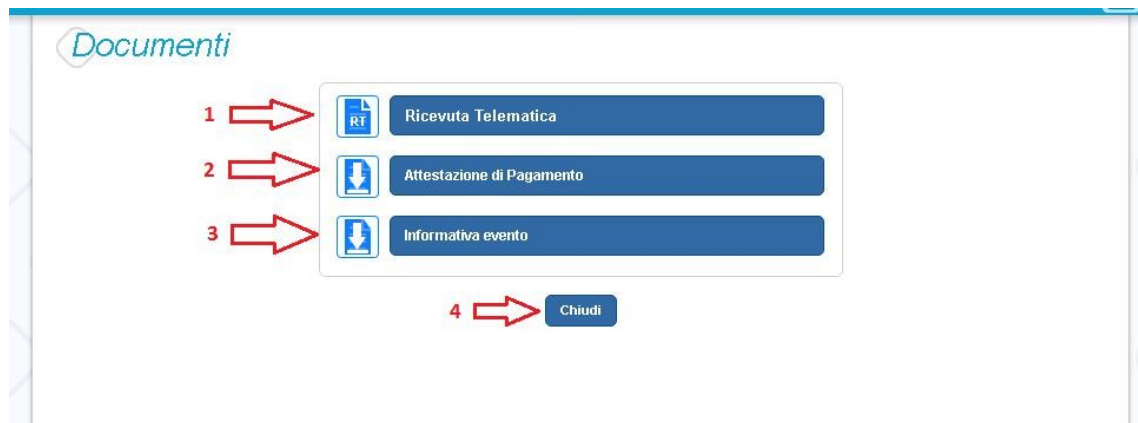 Documenti
1 RT Ricevuta Telematica
2 Attestazione di Pagamento
3 Informativa evento
4 Chiudi